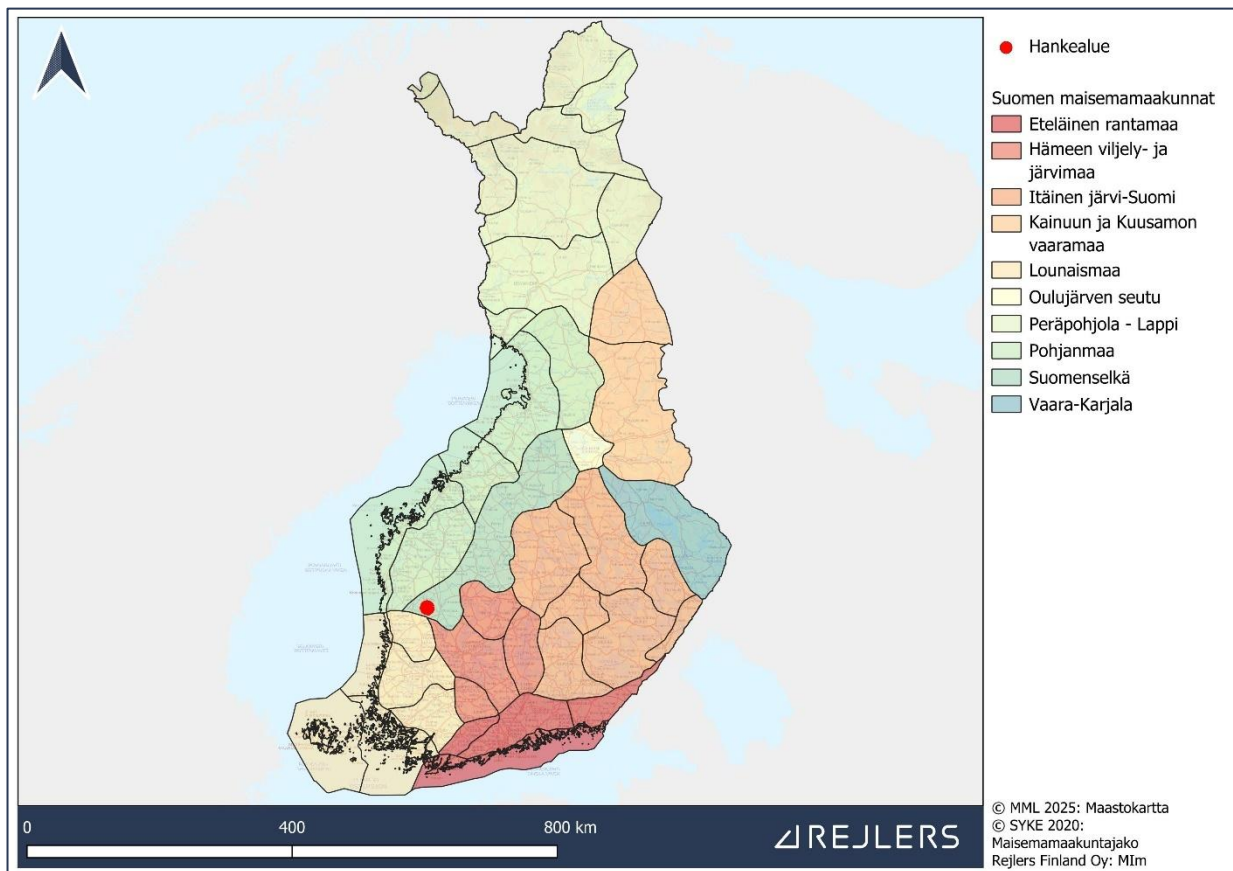 Hankealue
Suomen maisemamaakunnat
Eteläinen rantamaa
Hämeen viljely- ja
järvimaa
Itäinen järvi-Suomi
Kainuun ja Kuusamon
vaaramaa
Lounaismaa
Oulujärven seutu
Peräpohjola - Lappi
Pohjanmaa
Suomenselkä
Vaara-Karjala
0 400 800 km
REJLERS
© MML 2025: Maastokartta
© SYKE 2020:
Maisemamaakuntajako
Rejlers Finland Oy: MIm